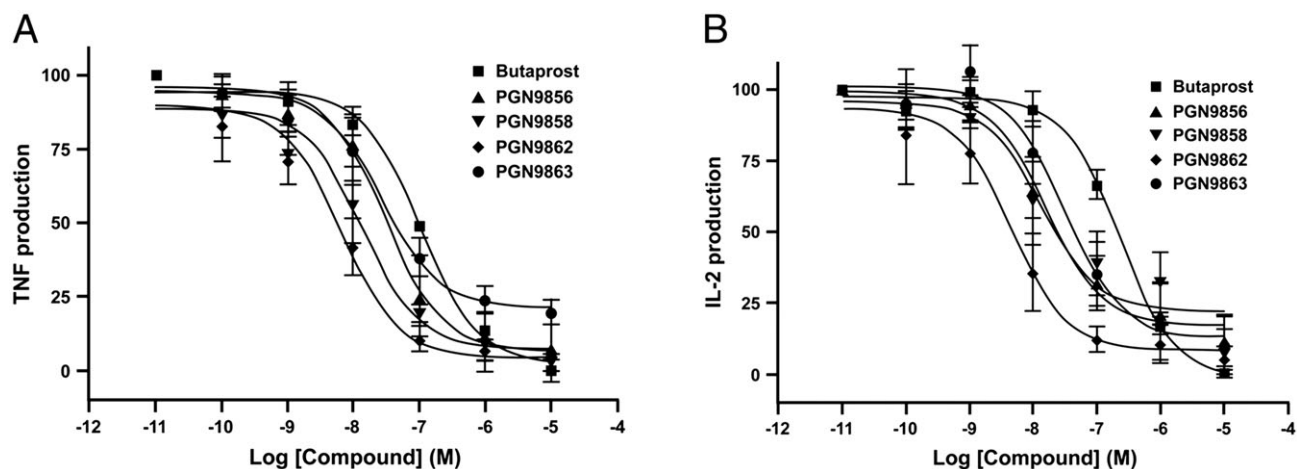 A
TNF production
100
75
50
25
0
-12
-11
-10
-9
-8
-7
-6
-5
-4
Log [Compound] (M)
Butaprost
PGN9856
PGN9858
PGN9862
PGN9863
B
IL-2 production
100
75
50
25
0
-12
-11
-10
-9
-8
-7
-6
-5
-4
Log [Compound] (M)
Butaprost
PGN9856
PGN9858
PGN9862
PGN9863